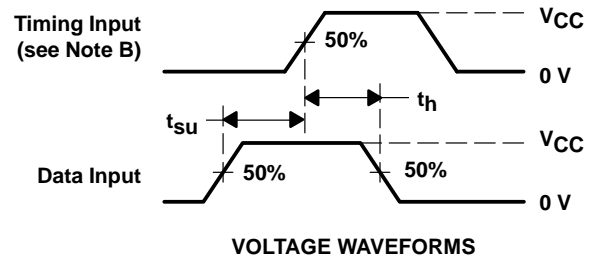 Timing Input
(see Note B)
50%
VCC
0 V
th
tsu
VCC
Data Input
50%
50%
0 V
VOLTAGE WAVEFORMS